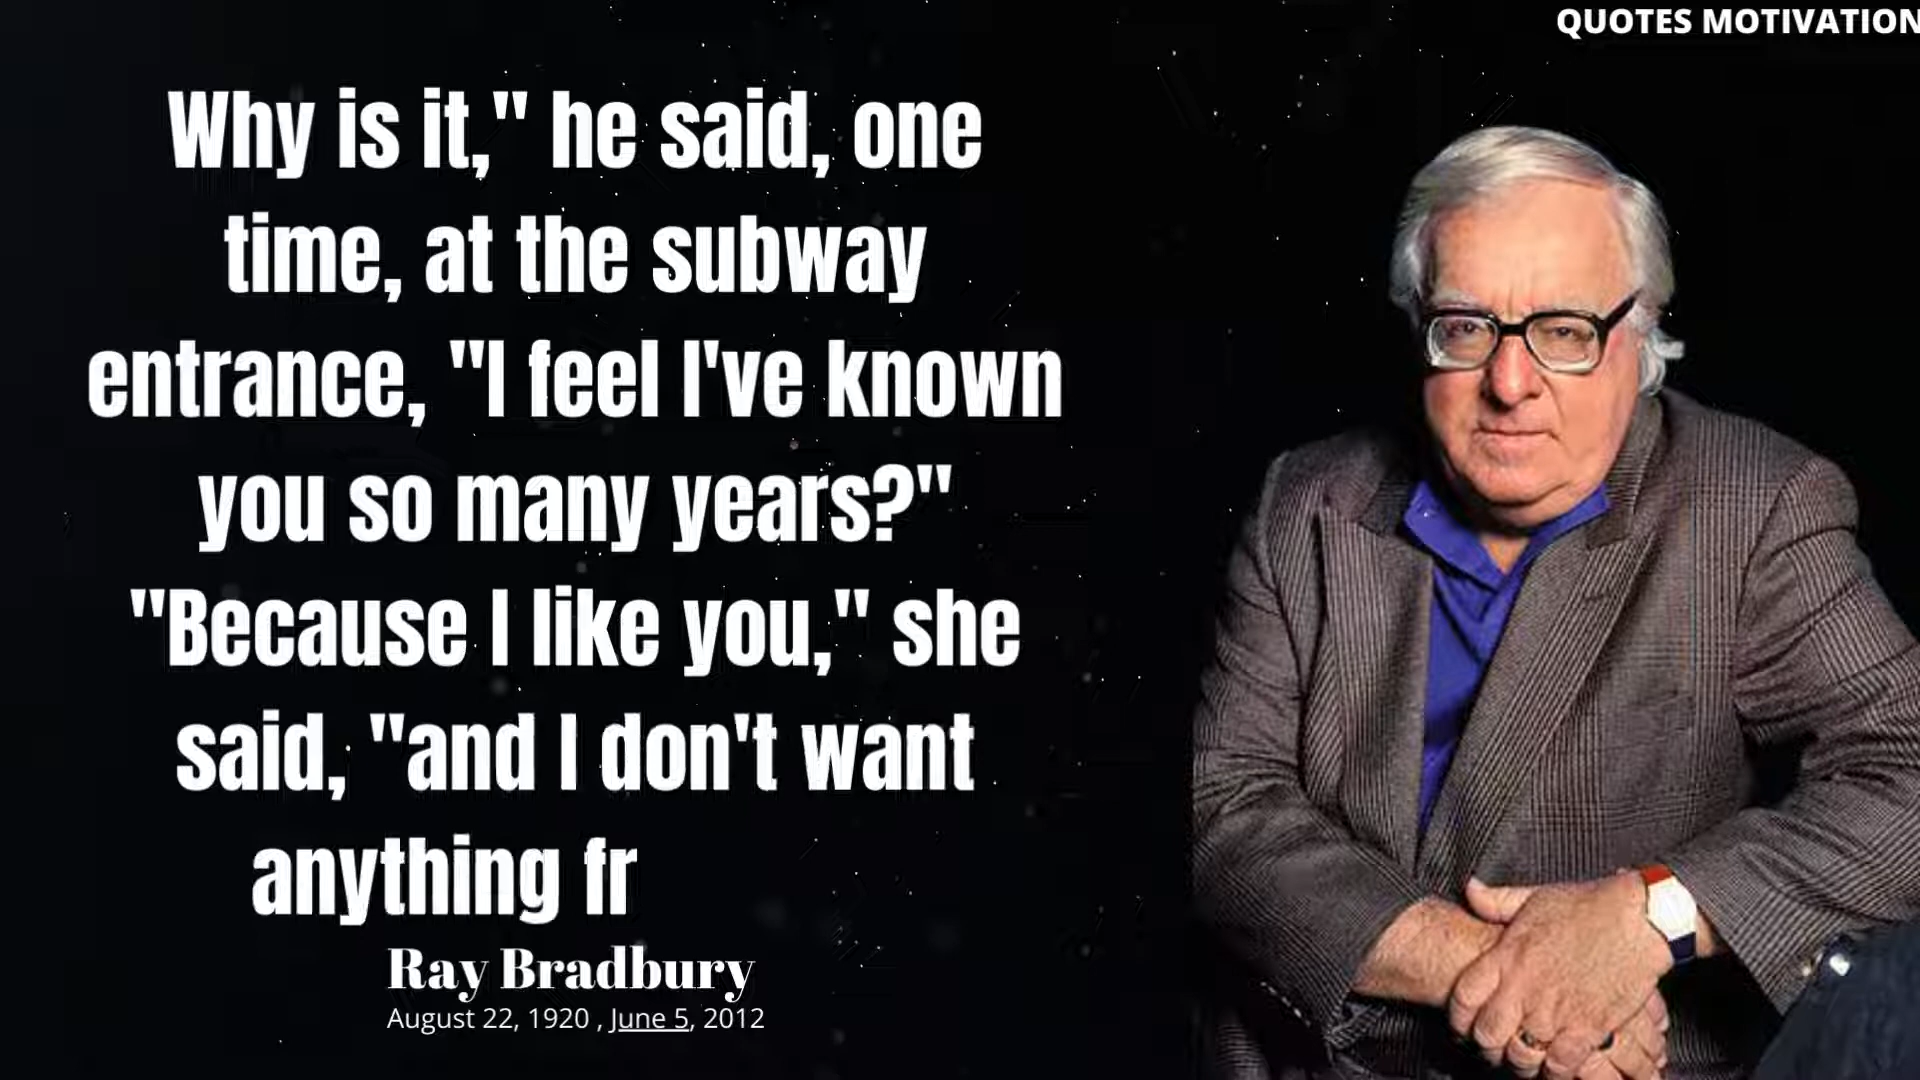 QUOTES MOTIVATION
Why is it," he said, one
time, at the subway
entrance, "I feel I've known
you so many years?"
"Because I like you," she
said, "and I don't want
anything fr
Ray Bradbury
August 22, 1920 , June 5, 2012